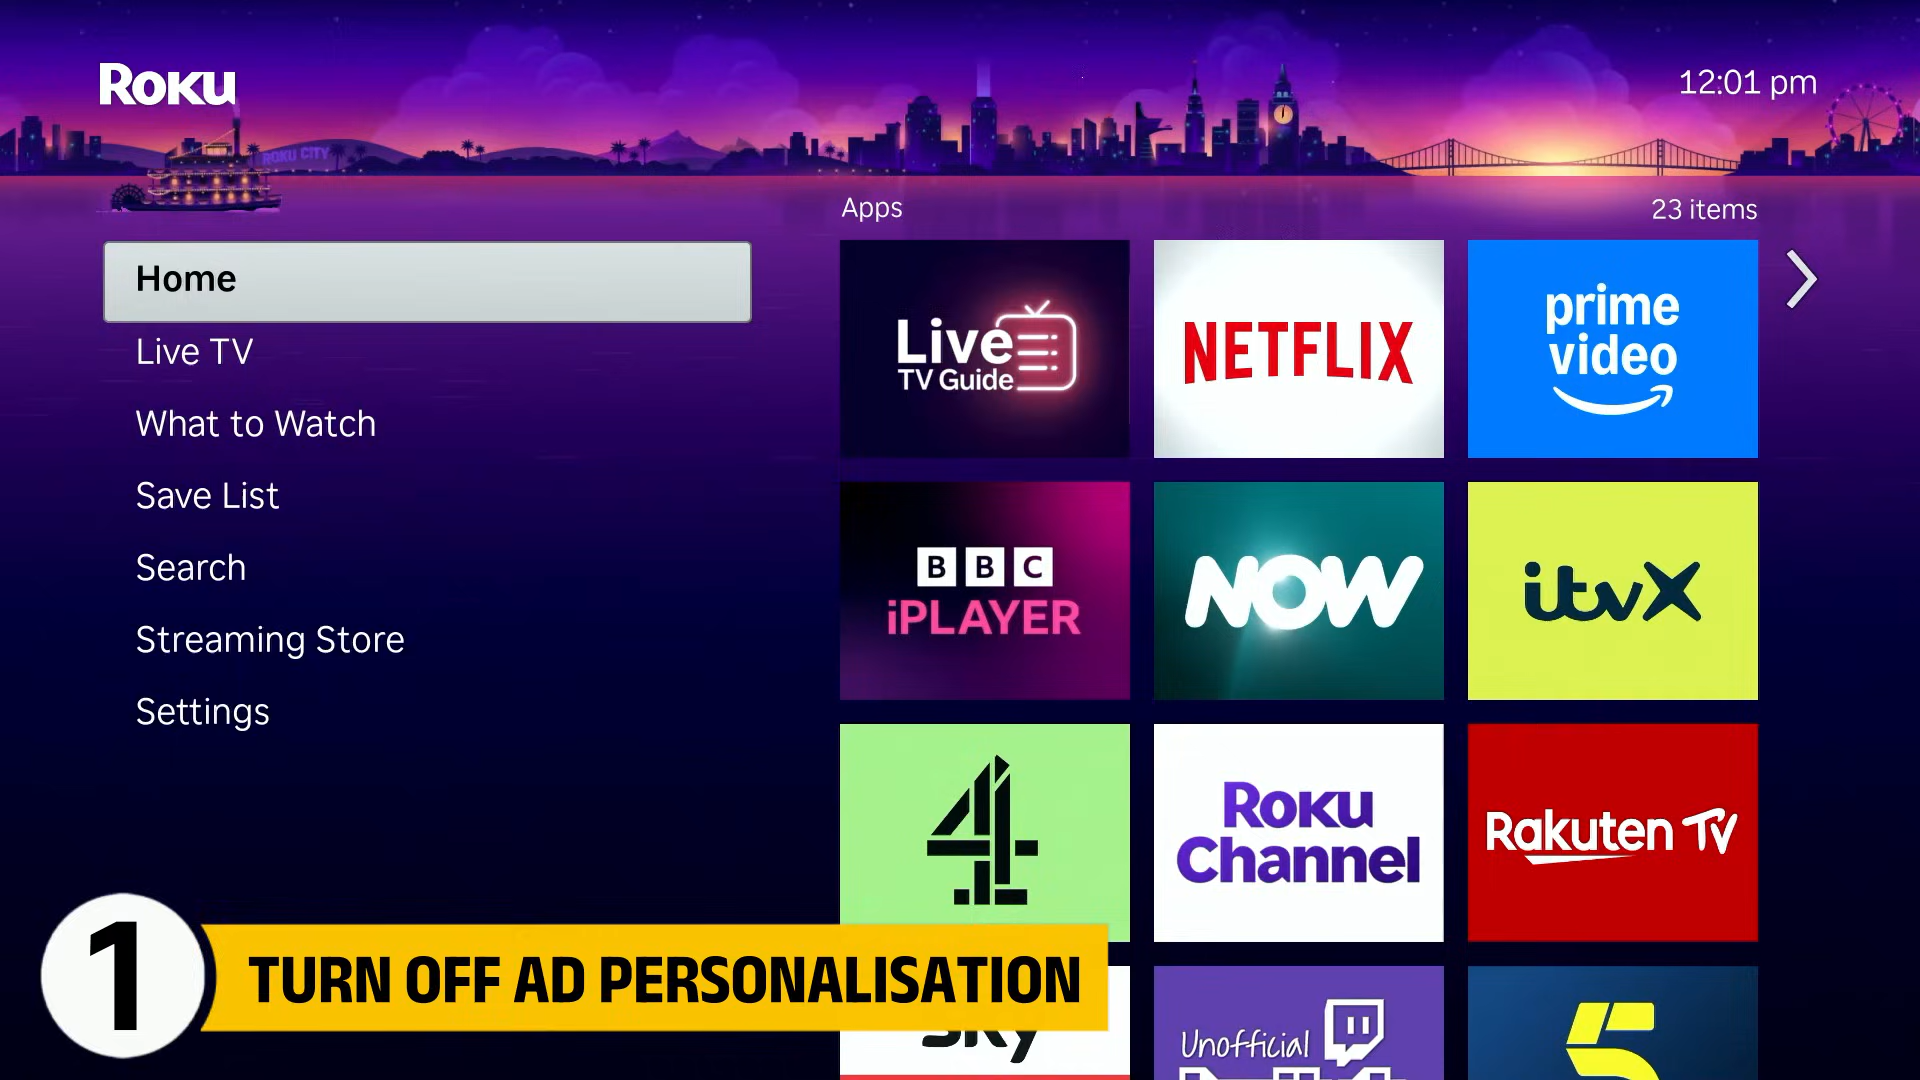 ROKU
12:01 pm
ROKU CITY
Apps
23 items
Home
Live TV
What to Watch
Save List
Search
Streaming Store
Settings
Live
TV Guide
NETFLIX
prime
video
BBC
iPLAYER
NOW
itvX
4
Roku
Channel
Rakuten TV
1
TURN OFF AD PERSONALISATION
sky
Unofficial
5